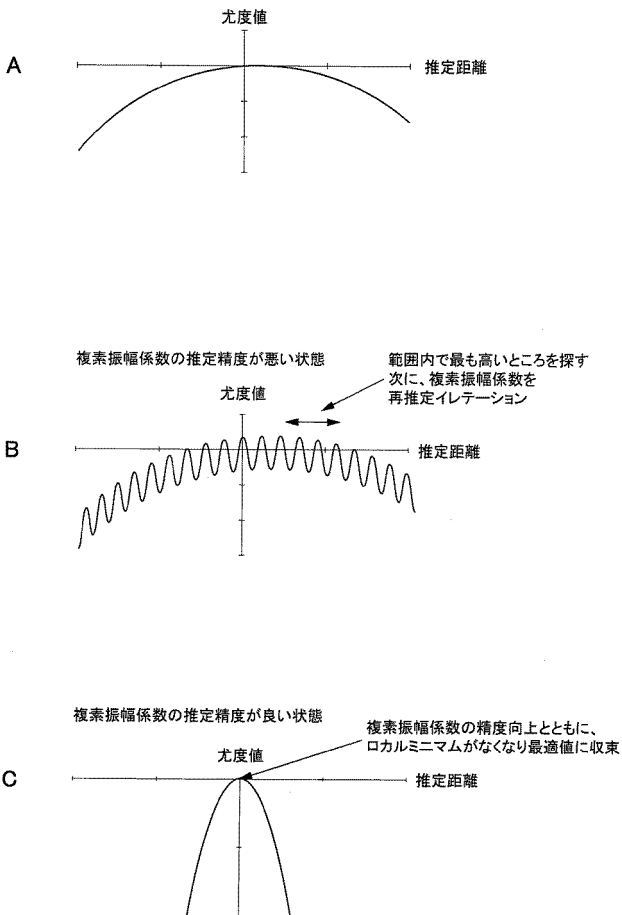 尤度値
A
推定距離
複素振幅係数の推定精度が悪い状態
範囲内で最も高いところを探す
次に、複素振幅係数を
再推定イレテーション
尤度値
B
推定距離
複素振幅係数の推定精度が良い状態
複素振幅係数の精度向上とともに、
ロカルミニマムがなくなり最適値に収束
尤度値
C
推定距離